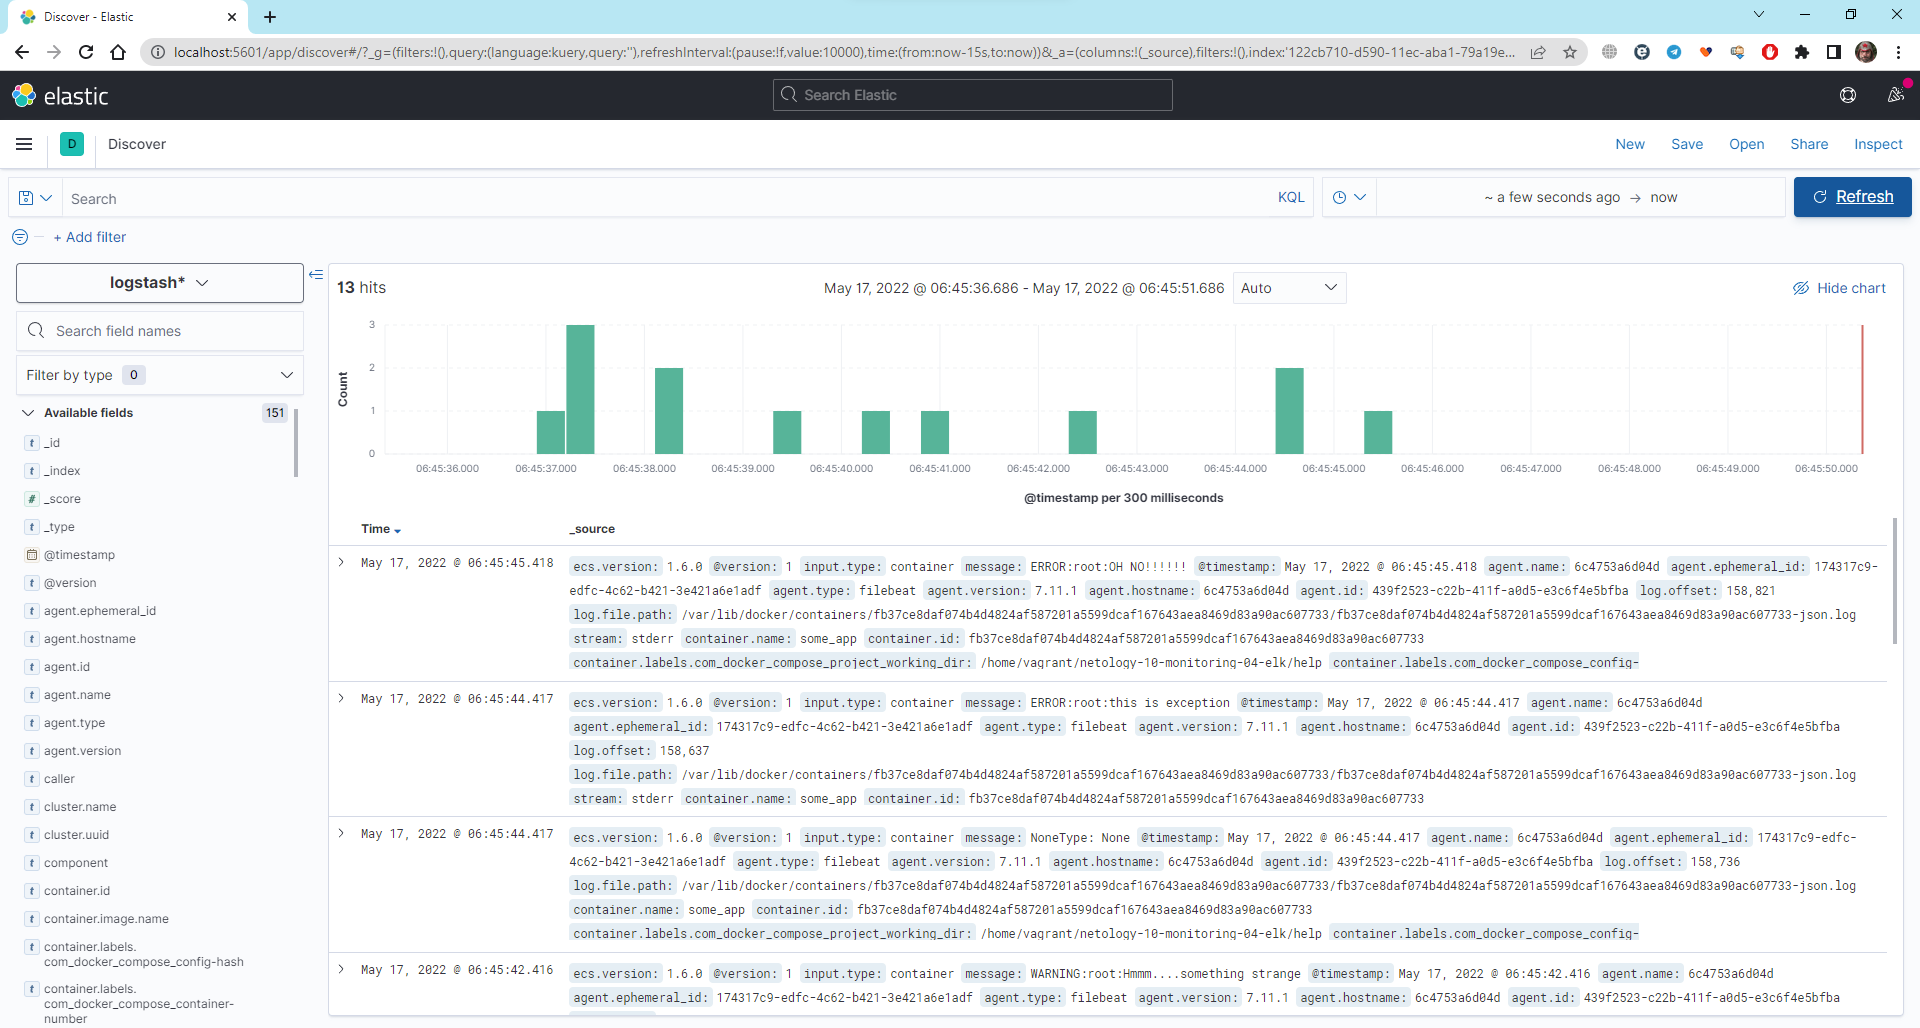 Discover - Elastic
localhost:5601/app/discover#/?_g=(filters:!(),query:(language:kuery,query:''),refreshInterval:(pause:!f,value:10000),time:(from:now-15s,to:now))&_a=(columns:!(_source),filters:!(),index:'122cb710-d590-11ec-aba1-79a19e...
elastic
Search Elastic
D
Discover
New
Save
Open
Share
Inspect
Search
KQL
~ a few seconds ago → now
Refresh
+ Add filter
logstash*
Search field names
Filter by type 0
Available fields 151
t _id
t _index
# _score
t _type
@timestamp
t @version
t agent.ephemeral_id
t agent.hostname
t agent.id
t agent.name
t agent.type
t agent.version
t caller
t cluster.name
t cluster.uuid
t component
t container.id
t container.image.name
t container.labels.
com_docker_compose_config-hash
t container.labels.
com_docker_compose_container-
number
13 hits
May 17, 2022 @ 06:45:36.686 - May 17, 2022 @ 06:45:51.686
Auto
Hide chart
3
2
1
0
Count
06:45:36.000 06:45:37.000 06:45:38.000 06:45:39.000 06:45:40.000 06:45:41.000 06:45:42.000 06:45:43.000 06:45:44.000 06:45:45.000 06:45:46.000 06:45:47.000 06:45:48.000 06:45:49.000 06:45:50.000
@timestamp per 300 milliseconds
Time _source
May 17, 2022 @ 06:45:45.418 ecs.version: 1.6.0 @version: 1 input.type: container message: ERROR:root:OH NO!!!!!! @timestamp: May 17, 2022 @ 06:45:45.418 agent.name: 6c4753a6d04d agent.ephemeral_id: 174317c9-
edfc-4c62-b421-3e421a6e1adf agent.type: filebeat agent.version: 7.11.1 agent.hostname: 6c4753a6d04d agent.id: 439f2523-c22b-411f-a0d5-e3c6f4e5bfba log.offset: 158,821
log.file.path: /var/lib/docker/containers/fb37ce8daf074b4d4824af587201a5599dcaf167643aea8469d83a90ac607733/fb37ce8daf074b4d4824af587201a5599dcaf167643aea8469d83a90ac607733-json.log
stream: stderr container.name: some_app container.id: fb37ce8daf074b4d4824af587201a5599dcaf167643aea8469d83a90ac607733
container.labels.com_docker_compose_project_working_dir: /home/vagrant/netology-10-monitoring-04-elk/help container.labels.com_docker_compose_config-
May 17, 2022 @ 06:45:44.417 ecs.version: 1.6.0 @version: 1 input.type: container message: ERROR:root:this is exception @timestamp: May 17, 2022 @ 06:45:44.417 agent.name: 6c4753a6d04d
agent.ephemeral_id: 174317c9-edfc-4c62-b421-3e421a6e1adf agent.type: filebeat agent.version: 7.11.1 agent.hostname: 6c4753a6d04d agent.id: 439f2523-c22b-411f-a0d5-e3c6f4e5bfba
log.offset: 158,637
log.file.path: /var/lib/docker/containers/fb37ce8daf074b4d4824af587201a5599dcaf167643aea8469d83a90ac607733/fb37ce8daf074b4d4824af587201a5599dcaf167643aea8469d83a90ac607733-json.log
stream: stderr container.name: some_app container.id: fb37ce8daf074b4d4824af587201a5599dcaf167643aea8469d83a90ac607733
May 17, 2022 @ 06:45:44.417 ecs.version: 1.6.0 @version: 1 input.type: container message: NoneType: None @timestamp: May 17, 2022 @ 06:45:44.417 agent.name: 6c4753a6d04d agent.ephemeral_id: 174317c9-edfc-
4c62-b421-3e421a6e1adf agent.type: filebeat agent.version: 7.11.1 agent.hostname: 6c4753a6d04d agent.id: 439f2523-c22b-411f-a0d5-e3c6f4e5bfba log.offset: 158,736
log.file.path: /var/lib/docker/containers/fb37ce8daf074b4d4824af587201a5599dcaf167643aea8469d83a90ac607733/fb37ce8daf074b4d4824af587201a5599dcaf167643aea8469d83a90ac607733-json.log
container.name: some_app container.id: fb37ce8daf074b4d4824af587201a5599dcaf167643aea8469d83a90ac607733
container.labels.com_docker_compose_project_working_dir: /home/vagrant/netology-10-monitoring-04-elk/help container.labels.com_docker_compose_config-
May 17, 2022 @ 06:45:42.416 ecs.version: 1.6.0 @version: 1 input.type: container message: WARNING:root:Hmmm....something strange @timestamp: May 17, 2022 @ 06:45:42.416 agent.name: 6c4753a6d04d
agent.ephemeral_id: 174317c9-edfc-4c62-b421-3e421a6e1adf agent.type: filebeat agent.version: 7.11.1 agent.hostname: 6c4753a6d04d agent.id: 439f2523-c22b-411f-a0d5-e3c6f4e5bfba